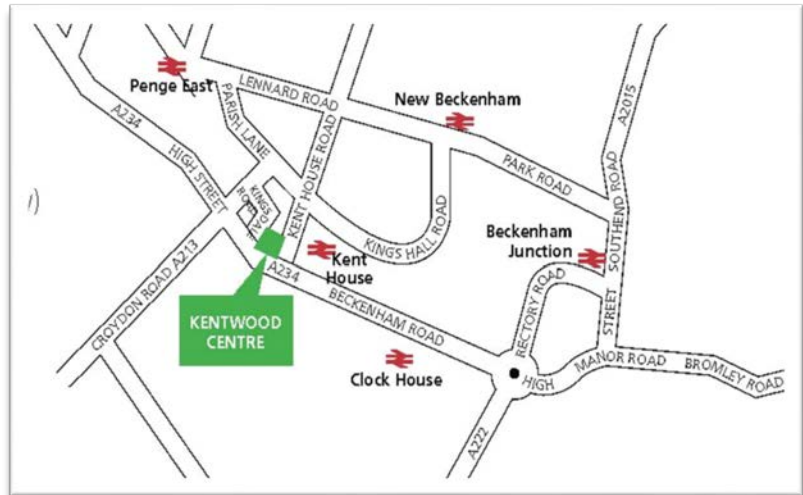 Penge East
LENNARD ROAD
New Beckenham
A2015
A234
PARISH LANE
HIGH STREET
KENT HOUSE ROAD
PARK ROAD
KINGS HALL ROAD
SOUTHEND ROAD
Beckenham
Junction
Kent
House
CROYDON ROAD A213
A234
BECKENHAM ROAD
RECTORY ROAD
STREET
KENTWOOD
CENTRE
Clock House
HIGH
MANOR ROAD
BROMLEY ROAD
A222